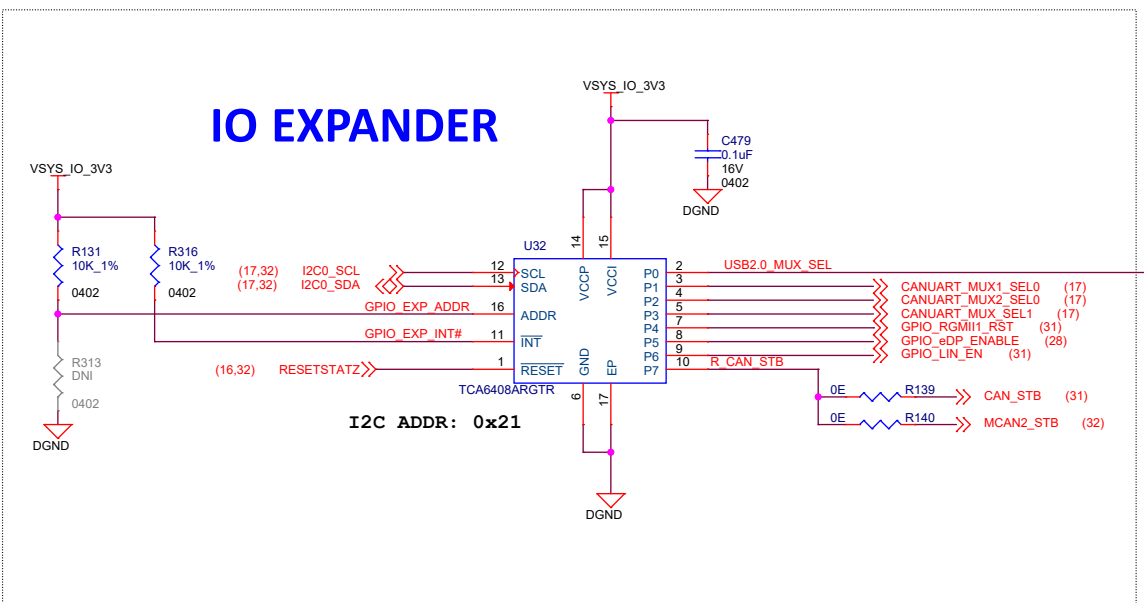 VSYS_IO_3V3
IO EXPANDER
C479
0.1uF
16V
0402
DGND
VSYS_IO_3V3
R131
10K_1%
0402
R316
10K_1%
0402
U32
14
15
VCCP
VCCI
(17,32) I2C0_SCL 12 SCL
(17,32) I2C0_SDA 13 SDA
GPIO_EXP_ADDR 16 ADDR
GPIO_EXP_INT# 11 INT
(16,32) RESETSTATZ 1 RESET
P0 2 USB2.0_MUX_SEL
P1 3 CANUART_MUX1_SEL0 (17)
P2 4 CANUART_MUX2_SEL0 (17)
P3 5 CANUART_MUX_SEL1 (17)
P4 7 GPIO_RGMII1_RST (31)
P5 8 GPIO_eDP_ENABLE (28)
P6 9 GPIO_LIN_EN (31)
P7 10 R_CAN_STB
GND
EP
6
17
TCA6408ARGTR
R313
DNI
0402
DGND
0E R139 CAN_STB (31)
0E R140 MCAN2_STB (32)
I2C ADDR: 0x21
DGND